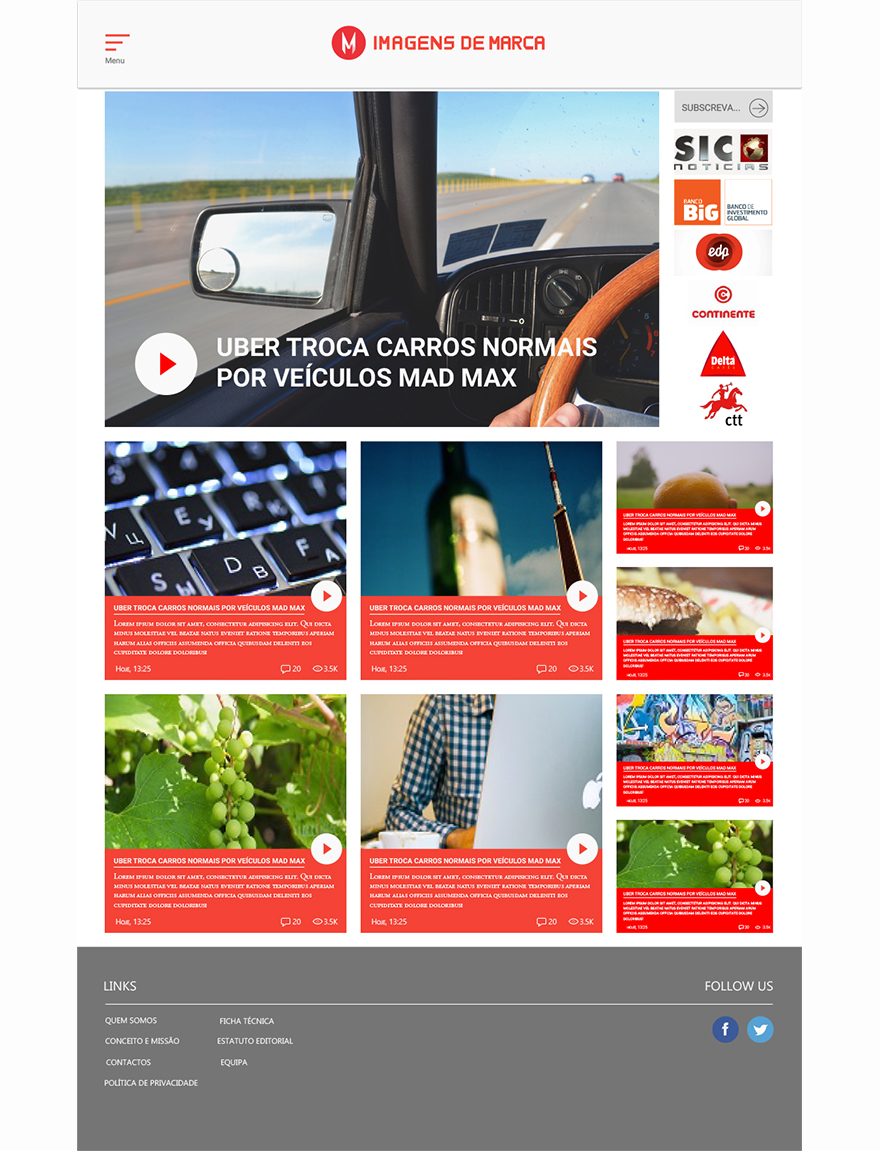 Menu
IMAGENS DE MARCA
SUBSCREVA...
SIC
NOTICIAS
BANCO
BiG
BANCO DE
INVESTIMENTO
GLOBAL
edp
CONTINENTE
Delta
CAFÉS
ctt
UBER TROCA CARROS NORMAIS
POR VEÍCULOS MAD MAX
UBER TROCA CARROS NORMAIS POR VEÍCULOS MAD MAX
Lorem ipsum dolor sit amet, consectetur adipisicing elit. Qui dicta
minus molestiae vel beatae natus eveniet ratione temporibus aperiam
harum alias officiis assumenda officia quibusdam deleniti eos
cupiditate dolore doloribus!
Hoje, 13:25
20
3.5K
UBER TROCA CARROS NORMAIS POR VEÍCULOS MAD MAX
Lorem ipsum dolor sit amet, consectetur adipisicing elit. Qui dicta
minus molestiae vel beatae natus eveniet ratione temporibus aperiam
harum alias officiis assumenda officia quibusdam deleniti eos
cupiditate dolore doloribus!
Hoje, 13:25
20
3.5K
UBER TROCA CARROS NORMAIS POR VEÍCULOS MAD MAX
LOREM IPSUM DOLOR SIT AMET, CONSECTETUR ADIPISICING ELIT. QUI DICTA MINUS
MOLESTIAE VEL BEATAE NATUS EVENIET RATIONE TEMPORIBUS APERIAM HARUM
OFFICIIS ASSUMENDA OFFICIA QUIBUSDAM DELENITI EOS CUPIDITATE DOLORE
DOLORIBUS!
HOJE, 13:25
20
3.5K
UBER TROCA CARROS NORMAIS POR VEÍCULOS MAD MAX
LOREM IPSUM DOLOR SIT AMET, CONSECTETUR ADIPISICING ELIT. QUI DICTA MINUS
MOLESTIAE VEL BEATAE NATUS EVENIET RATIONE TEMPORIBUS APERIAM HARUM
OFFICIIS ASSUMENDA OFFICIA QUIBUSDAM DELENITI EOS CUPIDITATE DOLORE
DOLORIBUS!
HOJE, 13:25
20
3.5K
UBER TROCA CARROS NORMAIS POR VEÍCULOS MAD MAX
Lorem ipsum dolor sit amet, consectetur adipisicing elit. Qui dicta
minus molestiae vel beatae natus eveniet ratione temporibus aperiam
harum alias officiis assumenda officia quibusdam deleniti eos
cupiditate dolore doloribus!
Hoje, 13:25
20
3.5K
UBER TROCA CARROS NORMAIS POR VEÍCULOS MAD MAX
Lorem ipsum dolor sit amet, consectetur adipisicing elit. Qui dicta
minus molestiae vel beatae natus eveniet ratione temporibus aperiam
harum alias officiis assumenda officia quibusdam deleniti eos
cupiditate dolore doloribus!
Hoje, 13:25
20
3.5K
UBER TROCA CARROS NORMAIS POR VEÍCULOS MAD MAX
LOREM IPSUM DOLOR SIT AMET, CONSECTETUR ADIPISICING ELIT. QUI DICTA MINUS
MOLESTIAE VEL BEATAE NATUS EVENIET RATIONE TEMPORIBUS APERIAM HARUM
OFFICIIS ASSUMENDA OFFICIA QUIBUSDAM DELENITI EOS CUPIDITATE DOLORE
DOLORIBUS!
HOJE, 13:25
20
3.5K
UBER TROCA CARROS NORMAIS POR VEÍCULOS MAD MAX
LOREM IPSUM DOLOR SIT AMET, CONSECTETUR ADIPISICING ELIT. QUI DICTA MINUS
MOLESTIAE VEL BEATAE NATUS EVENIET RATIONE TEMPORIBUS APERIAM HARUM
OFFICIIS ASSUMENDA OFFICIA QUIBUSDAM DELENITI EOS CUPIDITATE DOLORE
DOLORIBUS!
HOJE, 13:25
20
3.5K
LINKS
FOLLOW US
QUEM SOMOS
FICHA TÉCNICA
CONCEITO E MISSÃO
ESTATUTO EDITORIAL
CONTACTOS
EQUIPA
POLÍTICA DE PRIVACIDADE